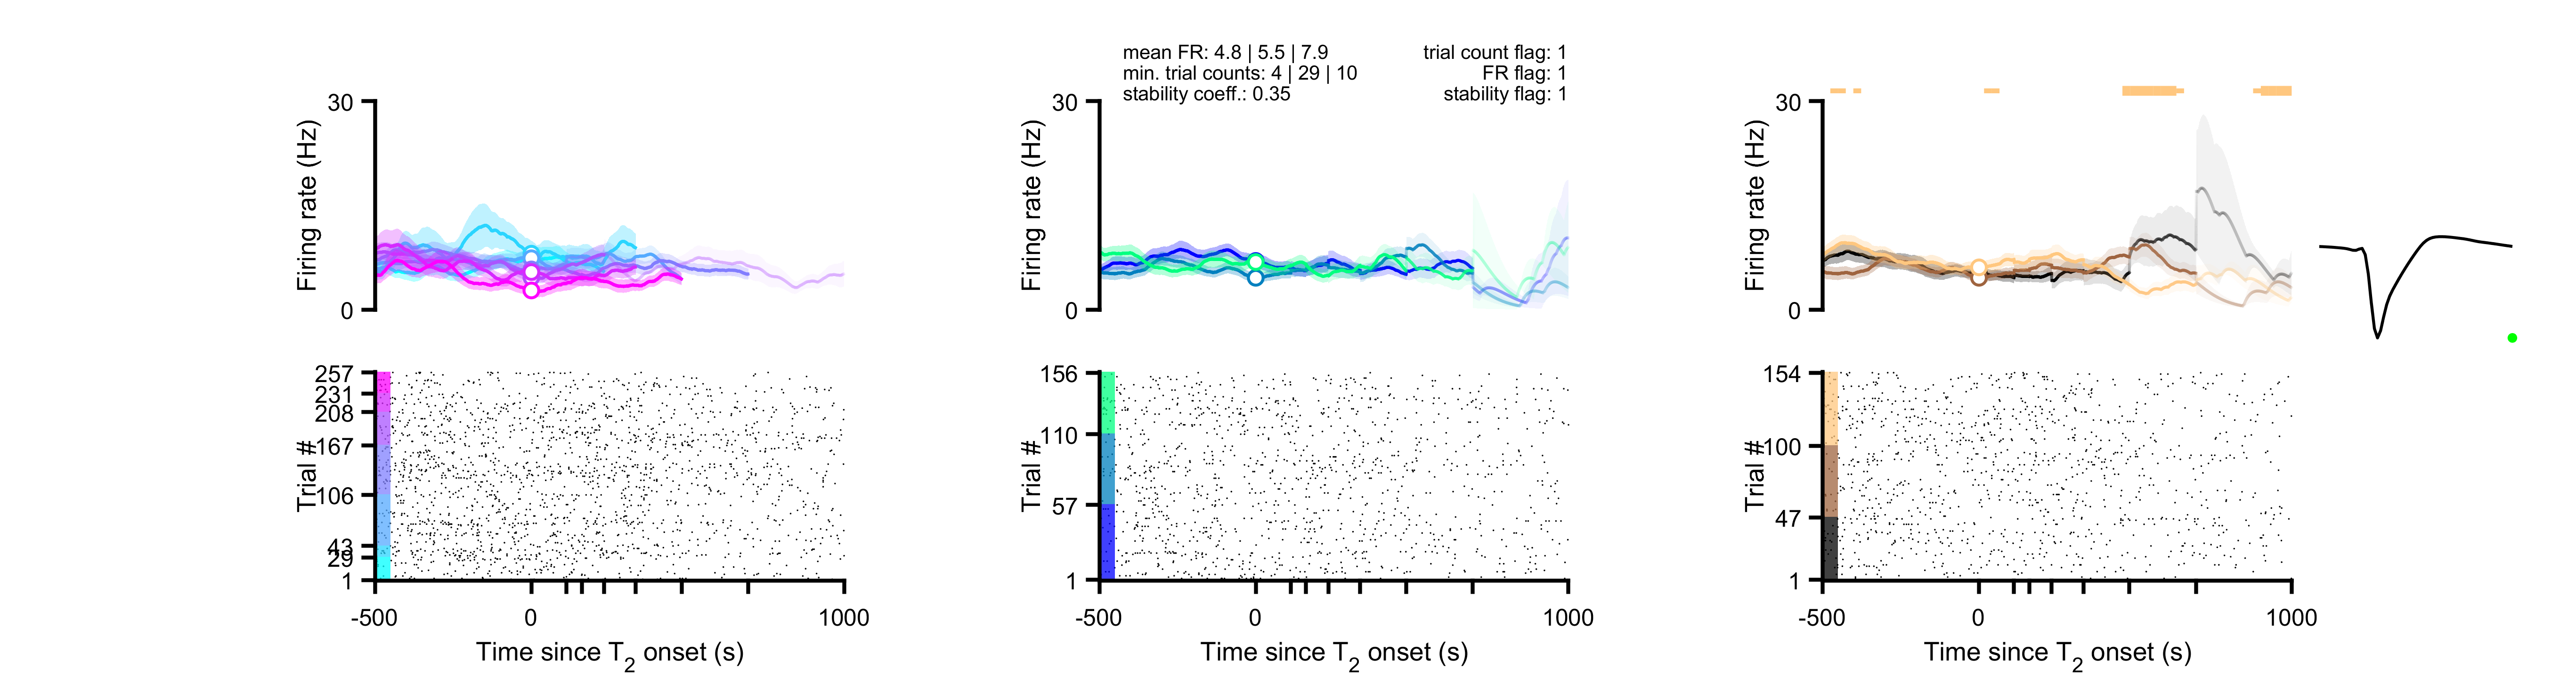 mean FR: 4.8 | 5.5 | 7.9
min. trial counts: 4 | 29 | 10
stability coeff.: 0.35
trial count flag: 1
FR flag: 1
stability flag: 1
30
Firing rate (Hz)
0
257
231
208
167
106
43
29
1
Trial #
-500
0
1000
Time since T2 onset (s)
30
Firing rate (Hz)
0
156
110
57
1
Trial #
-500
0
1000
Time since T2 onset (s)
30
Firing rate (Hz)
0
154
100
47
1
Trial #
-500
0
1000
Time since T2 onset (s)